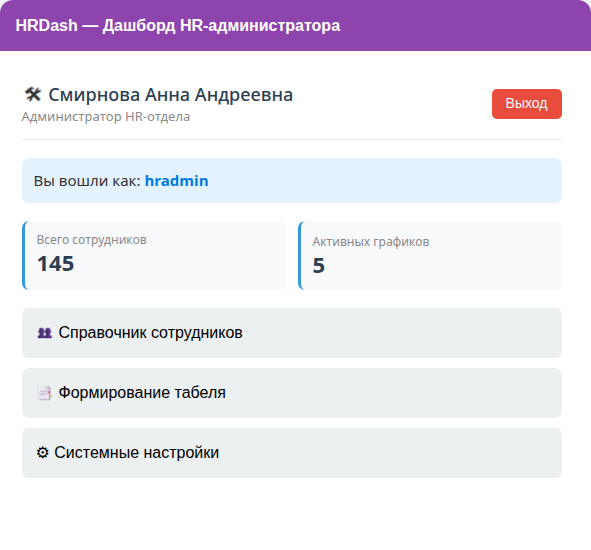 HRDash — Дашборд HR-администратора
Смирнова Анна Андреевна
Выход
Администратор HR-отдела
Вы вошли как: hradmin
Всего сотрудников
145
Активных графиков
5
Справочник сотрудников
Формирование табеля
Системные настройки